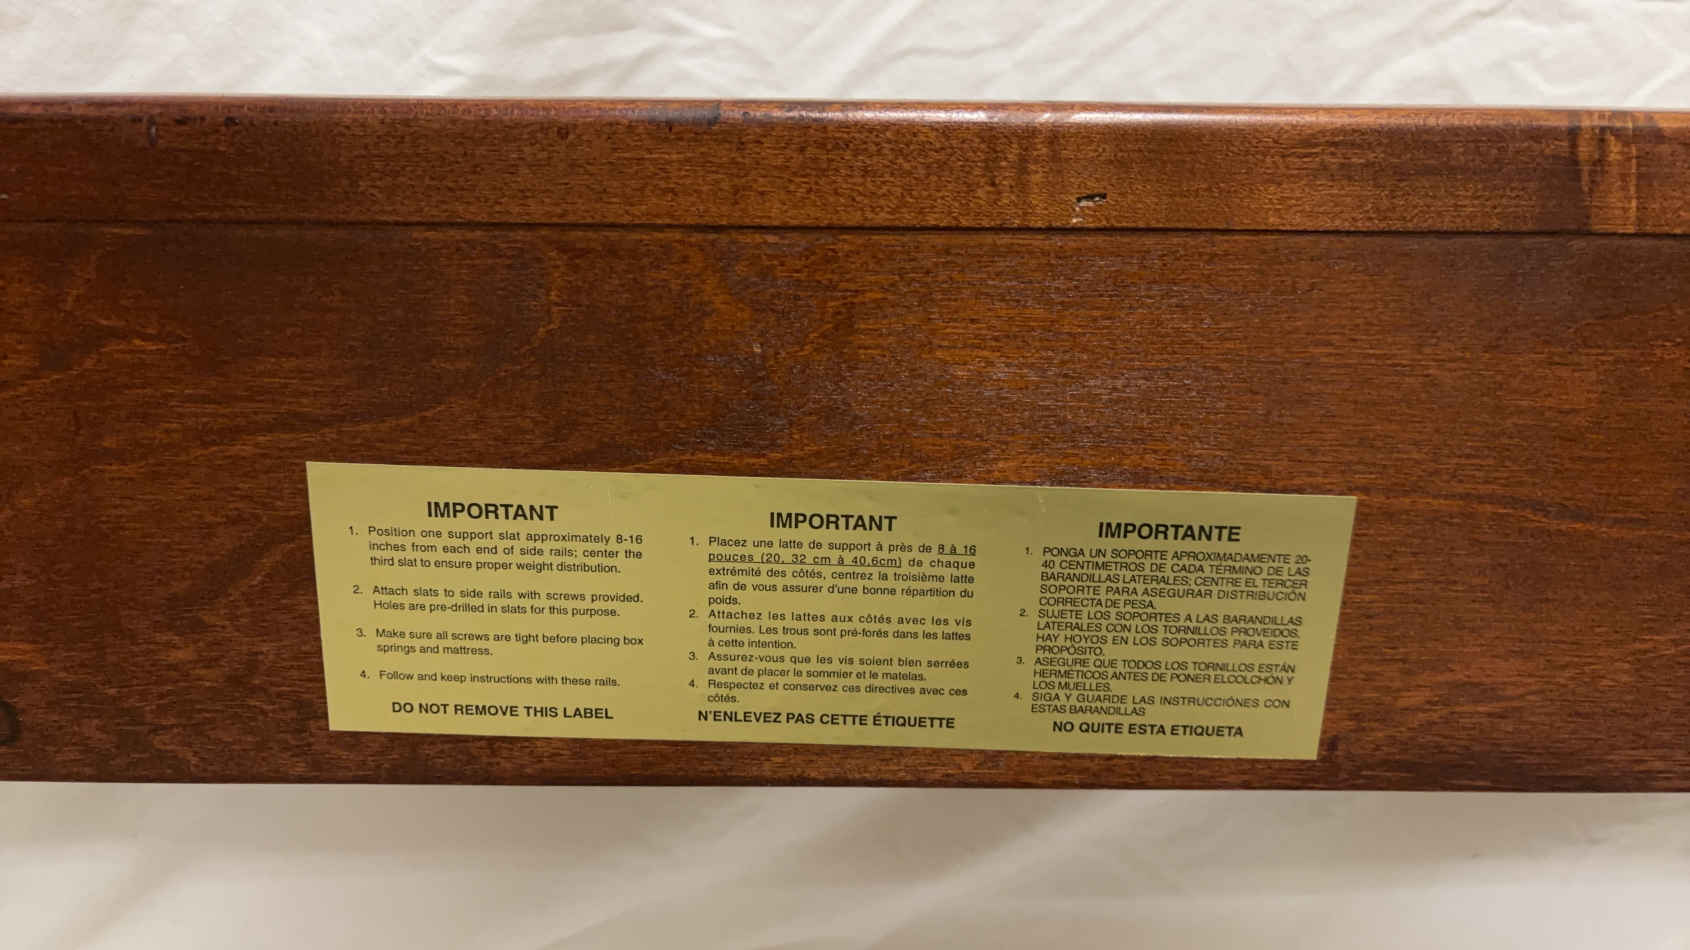 IMPORTANT
1. Position one support slat approximately 8-16
inches from each end of side rails; center the
third slat to ensure proper weight distribution.
2. Attach slats to side rails with screws provided.
Holes are pre-drilled in slats for this purpose.
3. Make sure all screws are tight before placing box
springs and mattress.
4. Follow and keep instructions with these rails.
DO NOT REMOVE THIS LABEL
IMPORTANT
1. Placez une latte de support à près de 8 à 16
pouces (20, 32 cm à 40,6cm) de chaque
extrémité des côtés, centrez la troisième latte
afin de vous assurer d'une bonne répartition du
poids.
2. Attachez les lattes aux côtés avec les vis
fournies. Les trous sont pré-forés dans les lattes
à cette intention.
3. Assurez-vous que les vis soient bien serrées
avant de placer le sommier et le matelas.
4. Respectez et conservez ces directives avec ces
côtés.
N'ENLEVEZ PAS CETTE ÉTIQUETTE
IMPORTANTE
1. PONGA UN SOPORTE APROXIMADAMENTE 20-
40 CENTIMETROS DE CADA TÉRMINO DE LAS
BARANDILLAS LATERALES; CENTRE EL TERCER
SOPORTE PARA ASEGURAR DISTRIBUCIÓN
CORRECTA DE PESA.
2. SUJETE LOS SOPORTES A LAS BARANDILLAS
LATERALES CON LOS TORNILLOS PROVEIDOS.
HAY HOYOS EN LOS SOPORTES PARA ESTE
PROPÓSITO.
3. ASEGURE QUE TODOS LOS TORNILLOS ESTÁN
HERMÉTICOS ANTES DE PONER ELCOLCHÓN Y
LOS MUELLES.
4. SIGA Y GUARDE LAS INSTRUCCIÓNES CON
ESTAS BARANDILLAS
NO QUITE ESTA ETIQUETA